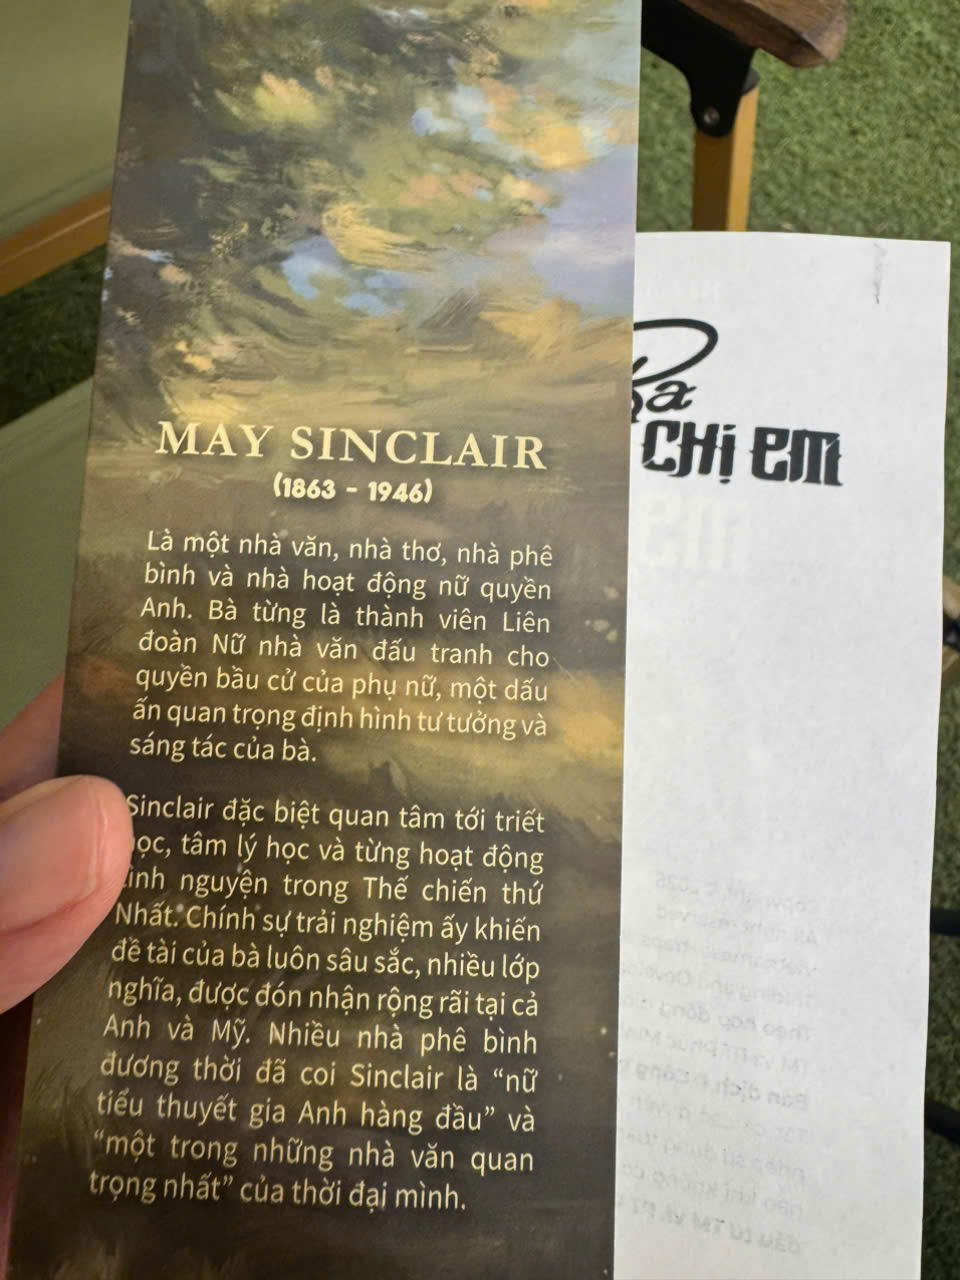 MAY SINCLAIR
(1863 - 1946)
Là một nhà văn, nhà thơ, nhà phê
bình và nhà hoạt động nữ quyền
Anh. Bà từng là thành viên Liên
đoàn Nữ nhà văn đấu tranh cho
quyền bầu cử của phụ nữ, một dấu
ấn quan trọng định hình tư tưởng và
sáng tác của bà.
Sinclair đặc biệt quan tâm tới triết
học, tâm lý học và từng hoạt động
tình nguyện trong Thế chiến thứ
Nhất. Chính sự trải nghiệm ấy khiến
đề tài của bà luôn sâu sắc, nhiều lớp
nghĩa, được đón nhận rộng rãi tại cả
Anh và Mỹ. Nhiều nhà phê bình
đương thời đã coi Sinclair là “nữ
tiểu thuyết gia Anh hàng đầu” và
“một trong những nhà văn quan
trọng nhất” của thời đại mình.
Ba
CHỊ EM